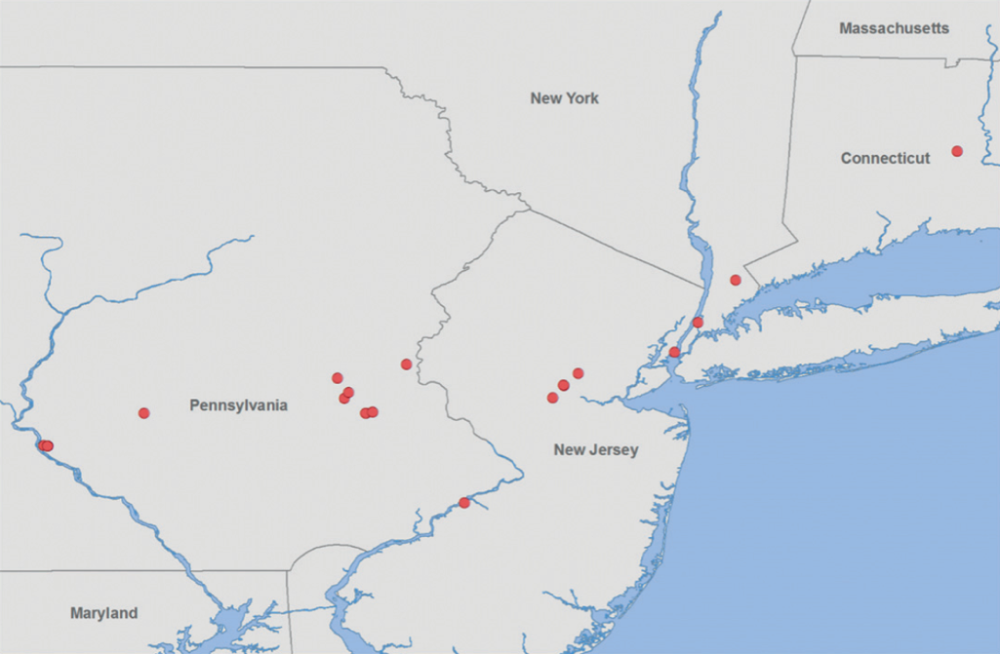 Massachusetts
New York
Connecticut
Pennsylvania
New Jersey
Maryland